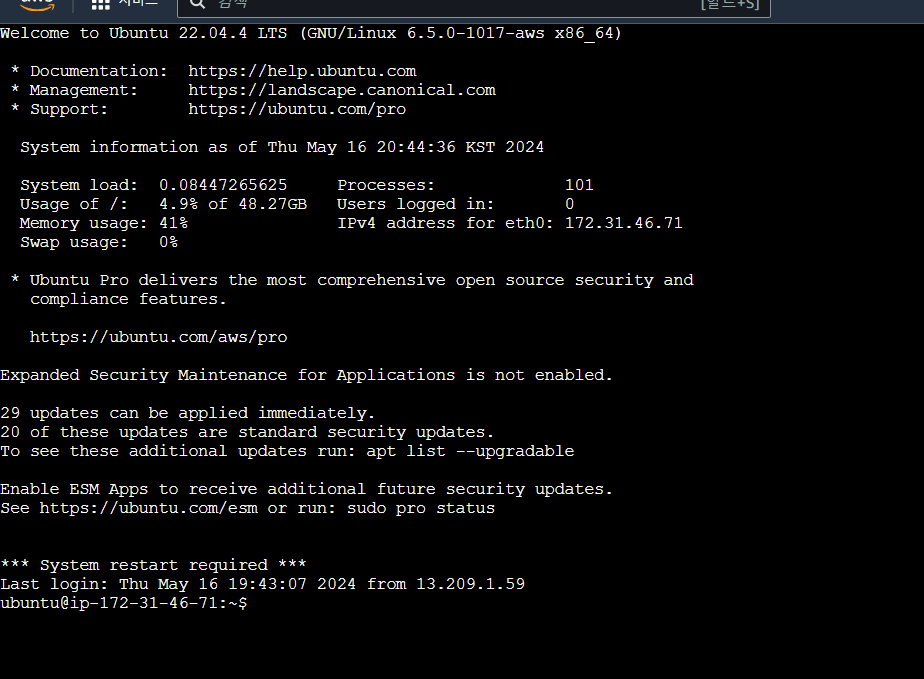 aws 서비스 검색 [알트+S]
Welcome to Ubuntu 22.04.4 LTS (GNU/Linux 6.5.0-1017-aws x86_64)
* Documentation: https://help.ubuntu.com
* Management: https://landscape.canonical.com
* Support: https://ubuntu.com/pro
System information as of Thu May 16 20:44:36 KST 2024
System load: 0.08447265625 Processes: 101
Usage of /: 4.9% of 48.27GB Users logged in: 0
Memory usage: 41% IPv4 address for eth0: 172.31.46.71
Swap usage: 0%
* Ubuntu Pro delivers the most comprehensive open source security and
compliance features.
https://ubuntu.com/aws/pro
Expanded Security Maintenance for Applications is not enabled.
29 updates can be applied immediately.
20 of these updates are standard security updates.
To see these additional updates run: apt list --upgradable
Enable ESM Apps to receive additional future security updates.
See https://ubuntu.com/esm or run: sudo pro status
*** System restart required ***
Last login: Thu May 16 19:43:07 2024 from 13.209.1.59
ubuntu@ip-172-31-46-71:~$